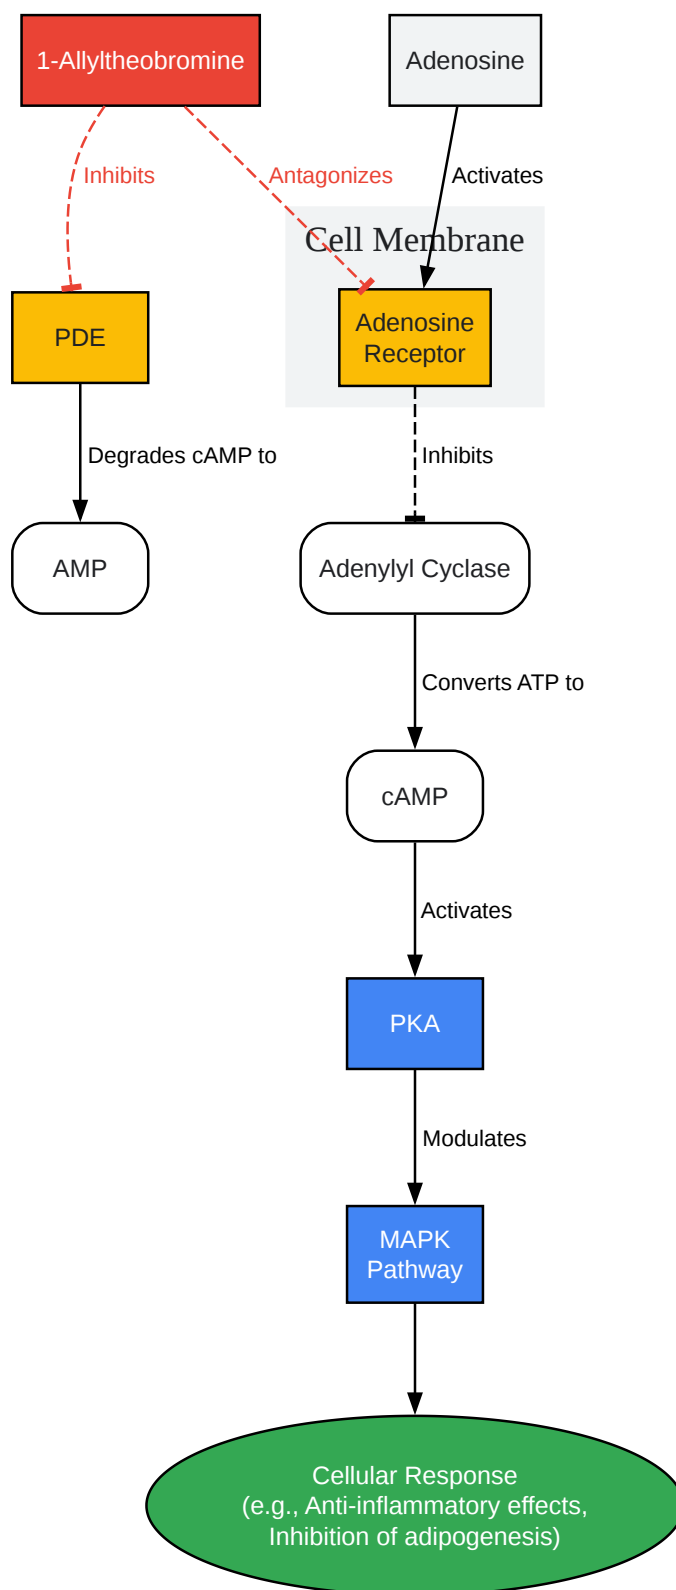 1-Allyltheobromine
Adenosine
Inhibits
Antagonizes
Activates
Cell Membrane
PDE
Adenosine
Receptor
Degrades cAMP to
Inhibits
AMP
Adenylyl Cyclase
Converts ATP to
cAMP
Activates
PKA
Modulates
MAPK
Pathway
Cellular Response
(e.g., Anti-inflammatory effects,
Inhibition of adipogenesis)